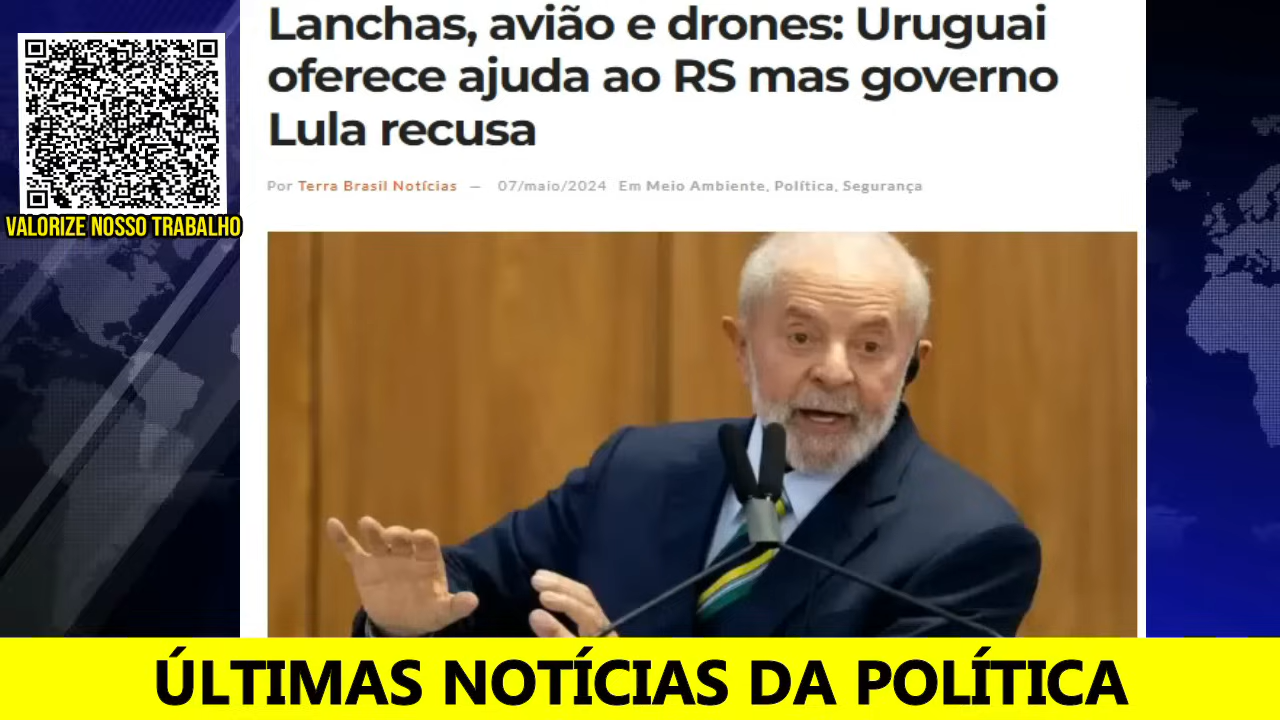 Lanchas, avião e drones: Uruguai
oferece ajuda ao RS mas governo
Lula recusa
Por Terra Brasil Notícias — 07/maio/2024 Em Meio Ambiente, Política, Segurança
VALORIZE NOSSO TRABALHO
ÚLTIMAS NOTÍCIAS DA POLÍTICA